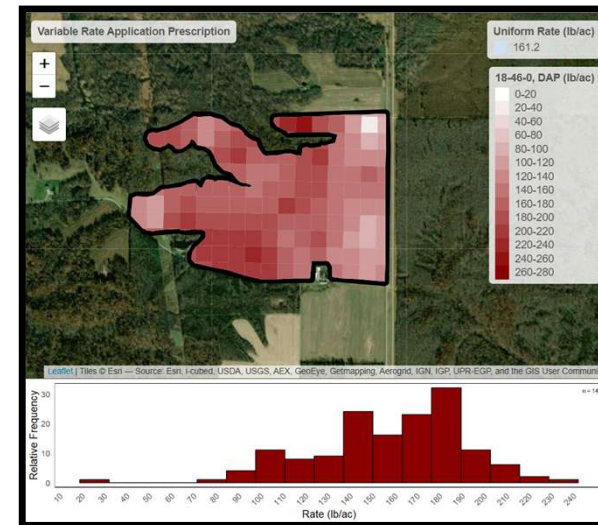 Variable Rate Application Prescription
+
−
Uniform Rate (lb/ac)
161.2
18-46-0, DAP (lb/ac)
0-20
20-40
40-60
60-80
80-100
100-120
120-140
140-160
160-180
180-200
200-220
220-240
240-260
260-280
Leaflet | Tiles © Esri — Source: Esri, i-cubed, USDA, USGS, AEX, GeoEye, Getmapping, Aerogrid, IGN, IGP, UPR-EGP, and the GIS User Communi
n = 14
Relative Frequency
30
20
10
0
10 20 30 40 50 60 70 80 90 100 110 120 130 140 150 160 170 180 190 200 210 220 230 240
Rate (lb/ac)